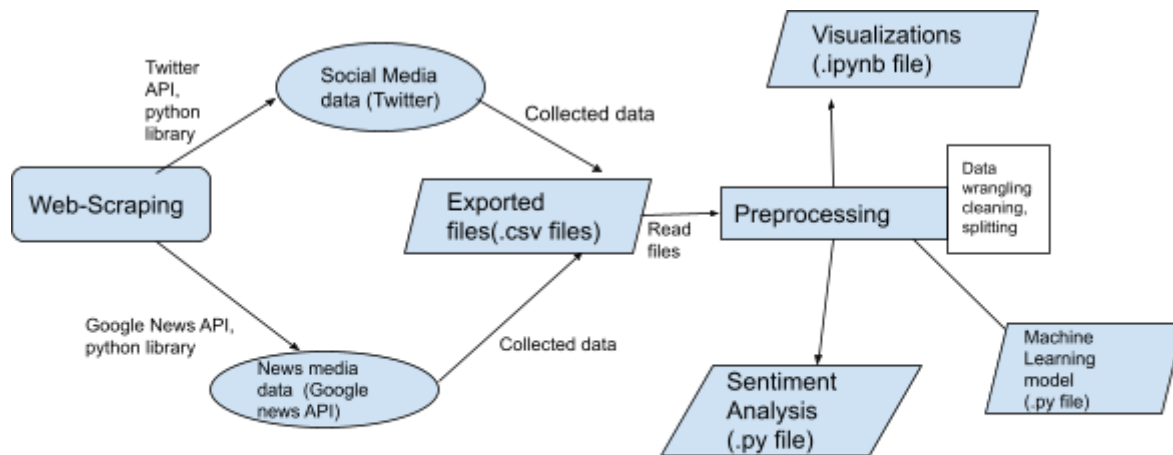 Visualizations
(.ipynb file)
Twitter
API,
python
library
Social Media
data (Twitter)
Collected data
Web-Scraping
Exported
files(.csv files)
Read
files
Preprocessing
Data
wrangling
cleaning,
splitting
Google News API,
python library
News media
data  (Google
news API)
Collected data
Sentiment
Analysis
(.py file)
Machine
Learning
model
(.py file)